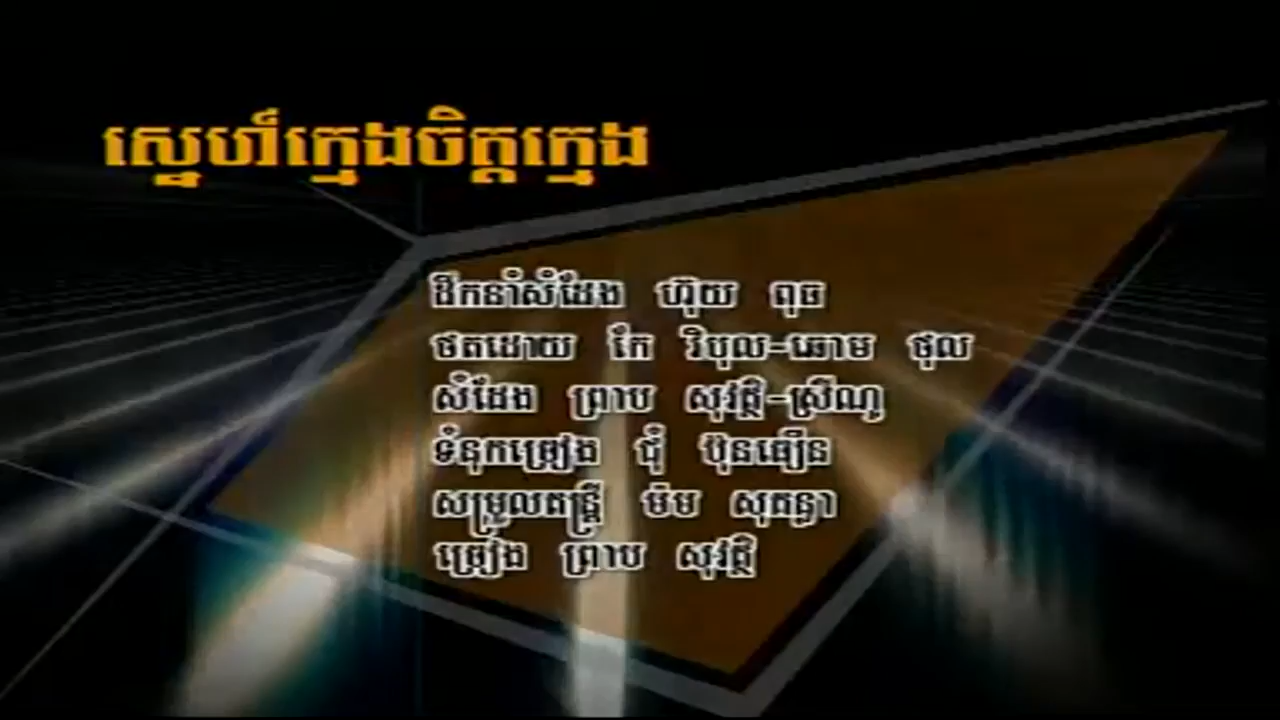 ស្នេហ៍ក្មេងចិត្តក្មេង
ដឹកនាំសំដែង ហ៊ុយ ពុធ
ថតដោយ កែ វិបុល-ឆោម ថុល
សំដែង ព្រាប សុវត្ថិ-ស្រីណូ
ទំនុកច្រៀង ជុំ ប៊ុនធឿន
សម្រួលតន្ត្រី ម៉ម សុគន្ធា
ច្រៀង ព្រាប សុវត្ថិ